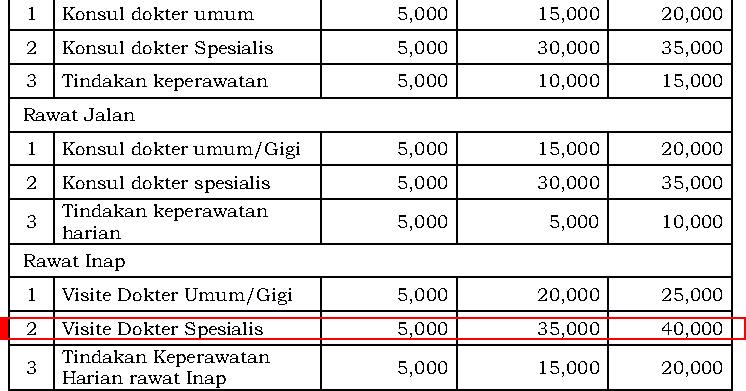 1 Konsul dokter umum 5,000 15,000 20,000
2 Konsul dokter Spesialis 5,000 30,000 35,000
3 Tindakan keperawatan 5,000 10,000 15,000
Rawat Jalan
1 Konsul dokter umum/Gigi 5,000 15,000 20,000
2 Konsul dokter spesialis 5,000 30,000 35,000
3 Tindakan keperawatan
harian 5,000 5,000 10,000
Rawat Inap
1 Visite Dokter Umum/Gigi 5,000 20,000 25,000
2 Visite Dokter Spesialis 5,000 35,000 40,000
3 Tindakan Keperawatan
Harian rawat Inap 5,000 15,000 20,000